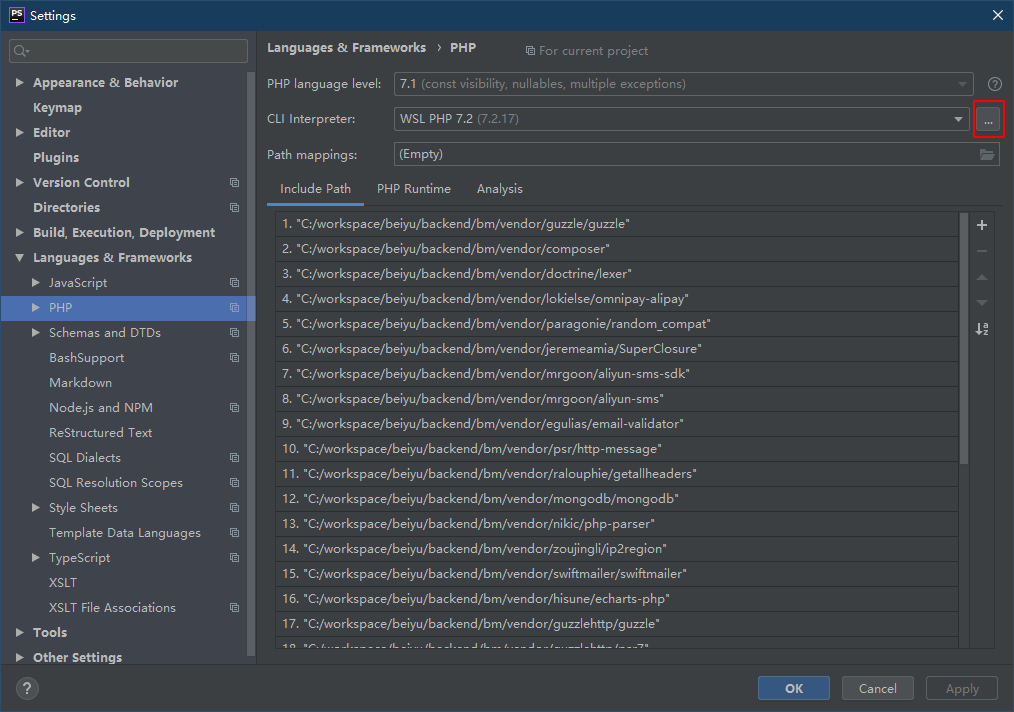 PS Settings
Languages & Frameworks › PHP For current project
Appearance & Behavior
Keymap
Editor
Plugins
Version Control
Directories
Build, Execution, Deployment
Languages & Frameworks
JavaScript
PHP
Schemas and DTDs
BashSupport
Markdown
Node.js and NPM
ReStructured Text
SQL Dialects
SQL Resolution Scopes
Style Sheets
Template Data Languages
TypeScript
XSLT
XSLT File Associations
Tools
Other Settings
PHP language level: 7.1 (const visibility, nullables, multiple exceptions) ?
CLI Interpreter: WSL PHP 7.2 (7.2.17) ...
Path mappings: (Empty)
Include Path PHP Runtime Analysis
1. "C:/workspace/beiyu/backend/bm/vendor/guzzle/guzzle"
2. "C:/workspace/beiyu/backend/bm/vendor/composer"
3. "C:/workspace/beiyu/backend/bm/vendor/doctrine/lexer"
4. "C:/workspace/beiyu/backend/bm/vendor/lokielse/omnipay-alipay"
5. "C:/workspace/beiyu/backend/bm/vendor/paragonie/random_compat"
6. "C:/workspace/beiyu/backend/bm/vendor/jeremeamia/SuperClosure"
7. "C:/workspace/beiyu/backend/bm/vendor/mrgoon/aliyun-sms-sdk"
8. "C:/workspace/beiyu/backend/bm/vendor/mrgoon/aliyun-sms"
9. "C:/workspace/beiyu/backend/bm/vendor/egulias/email-validator"
10. "C:/workspace/beiyu/backend/bm/vendor/psr/http-message"
11. "C:/workspace/beiyu/backend/bm/vendor/ralouphie/getallheaders"
12. "C:/workspace/beiyu/backend/bm/vendor/mongodb/mongodb"
13. "C:/workspace/beiyu/backend/bm/vendor/nikic/php-parser"
14. "C:/workspace/beiyu/backend/bm/vendor/zoujingli/ip2region"
15. "C:/workspace/beiyu/backend/bm/vendor/swiftmailer/swiftmailer"
16. "C:/workspace/beiyu/backend/bm/vendor/hisune/echarts-php"
17. "C:/workspace/beiyu/backend/bm/vendor/guzzlehttp/guzzle"
18. "C:/workspace/beiyu/backend/bm/vendor/guzzlehttp/psr7"
? OK Cancel Apply